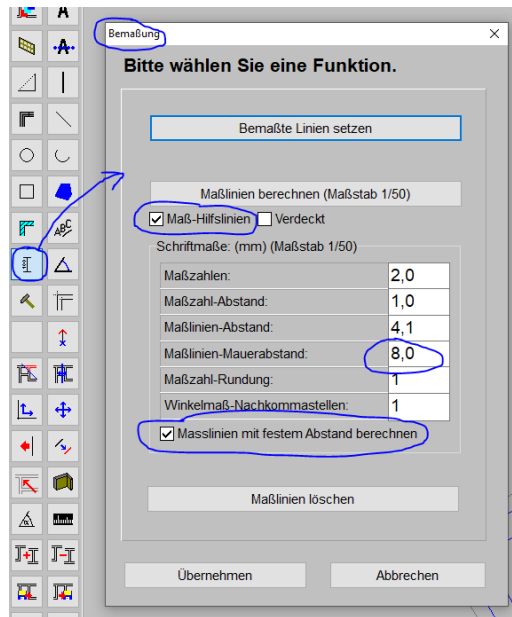 A
Bemaßung
·A·
Bitte wählen Sie eine Funktion.
Bemaßte Linien setzen
Maßlinien berechnen (Maßstab 1/50)
Maß-Hilfslinien Verdeckt
ABC
Schriftmaße: (mm) (Maßstab 1/50)
Maßzahlen: 2,0
Maßzahl-Abstand: 1,0
Maßlinien-Abstand: 4,1
Maßlinien-Mauerabstand: 8,0
Maßzahl-Rundung: 1
Winkelmaß-Nachkommastellen: 1
Masslinien mit festem Abstand berechnen
Maßlinien löschen
Übernehmen Abbrechen